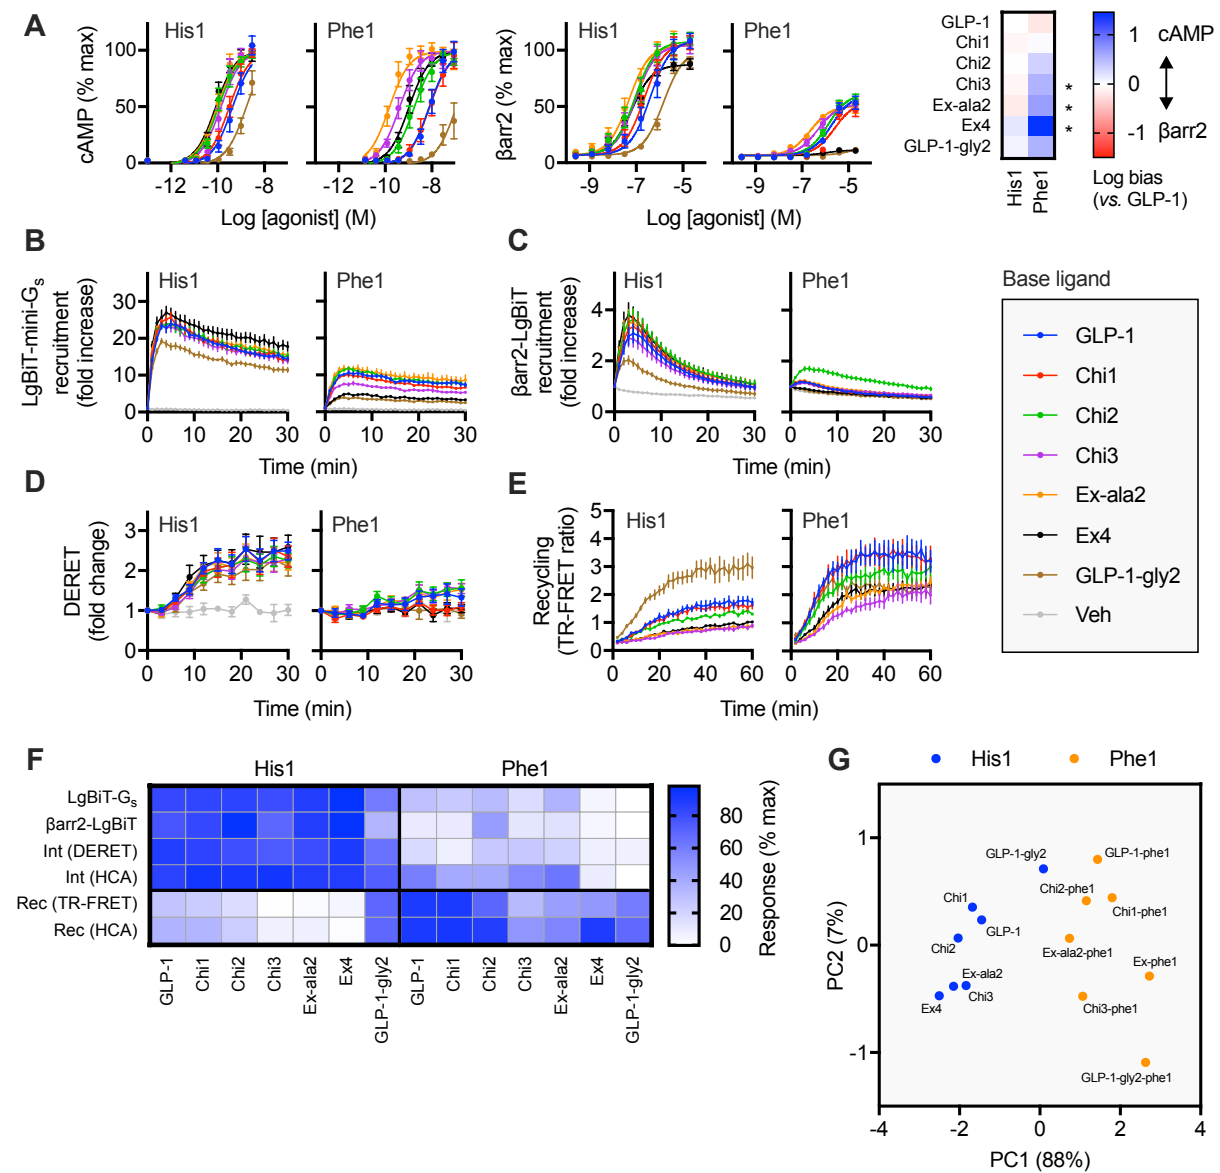 A
His1
Phe1
cAMP (% max)
100
50
0
-12
-10
-8
-12
-10
-8
Log [agonist] (M)
His1
Phe1
βarr2 (% max)
100
50
0
-9
-7
-5
-9
-7
-5
Log [agonist] (M)
GLP-1
Chi1
Chi2
Chi3 *
Ex-ala2 *
Ex4 *
GLP-1-gly2
His1
Phe1
1
0
-1
cAMP
βarr2
Log bias
(vs. GLP-1)
B
His1
Phe1
LgBiT-mini-Gs
recruitment
(fold increase)
30
20
10
0
0 10 20 30
0 10 20 30
Time (min)
C
His1
Phe1
βarr2-LgBiT
recruitment
(fold increase)
4
2
0
0 10 20 30
0 10 20 30
Time (min)
Base ligand
GLP-1
Chi1
Chi2
Chi3
Ex-ala2
Ex4
GLP-1-gly2
Veh
D
His1
Phe1
DERET
(fold change)
3
2
1
0
0 10 20 30
0 10 20 30
Time (min)
E
His1
Phe1
Recycling
(TR-FRET ratio)
5
4
3
2
1
0
0 20 40 60
0 20 40 60
Time (min)
F
His1
Phe1
LgBiT-Gs
βarr2-LgBiT
Int (DERET)
Int (HCA)
Rec (TR-FRET)
Rec (HCA)
GLP-1
Chi1
Chi2
Chi3
Ex-ala2
Ex4
GLP-1-gly2
GLP-1
Chi1
Chi2
Chi3
Ex-ala2
Ex4
GLP-1-gly2
80
60
40
20
0
Response (% max)
G
His1
Phe1
PC2 (7%)
1
0
-1
GLP-1-gly2
GLP-1-phe1
Chi2-phe1
Chi1
Chi1-phe1
GLP-1
Chi2
Ex-ala2-phe1
Ex-phe1
Ex-ala2
Chi3
Ex4
Chi3-phe1
GLP-1-gly2-phe1
-4 -2 0 2 4
PC1 (88%)